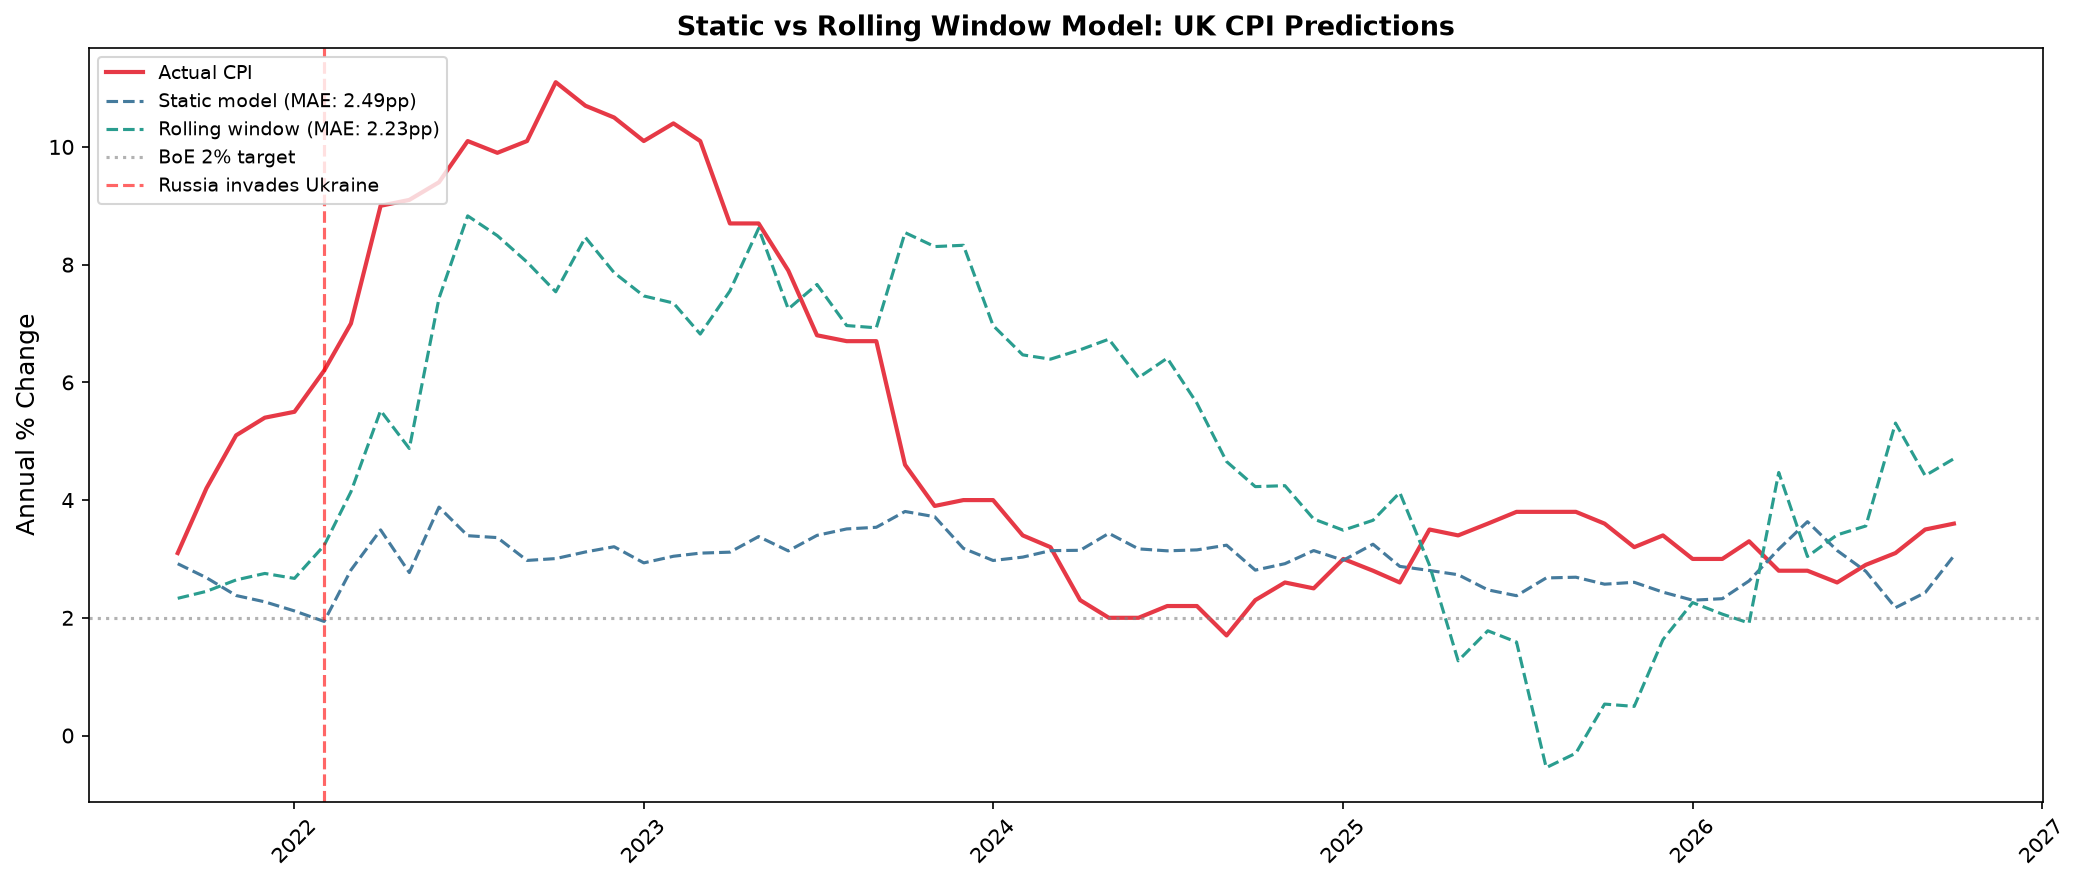 Static vs Rolling Window Model: UK CPI Predictions
Actual CPI
Static model (MAE: 2.49pp)
Rolling window (MAE: 2.23pp)
BoE 2% target
Russia invades Ukraine
Annual % Change
10
8
6
4
2
0
2022
2023
2024
2025
2026
2027